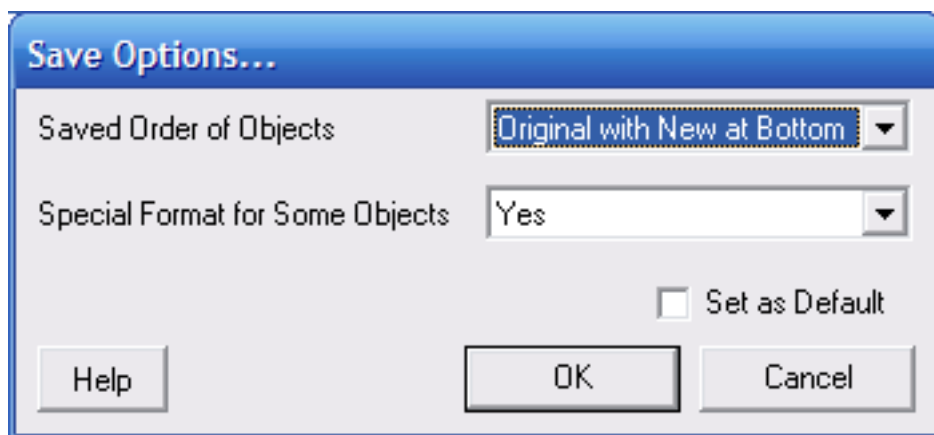 Save Options...
Saved Order of Objects Original with New at Bottom
Special Format for Some Objects Yes
Set as Default
Help OK Cancel